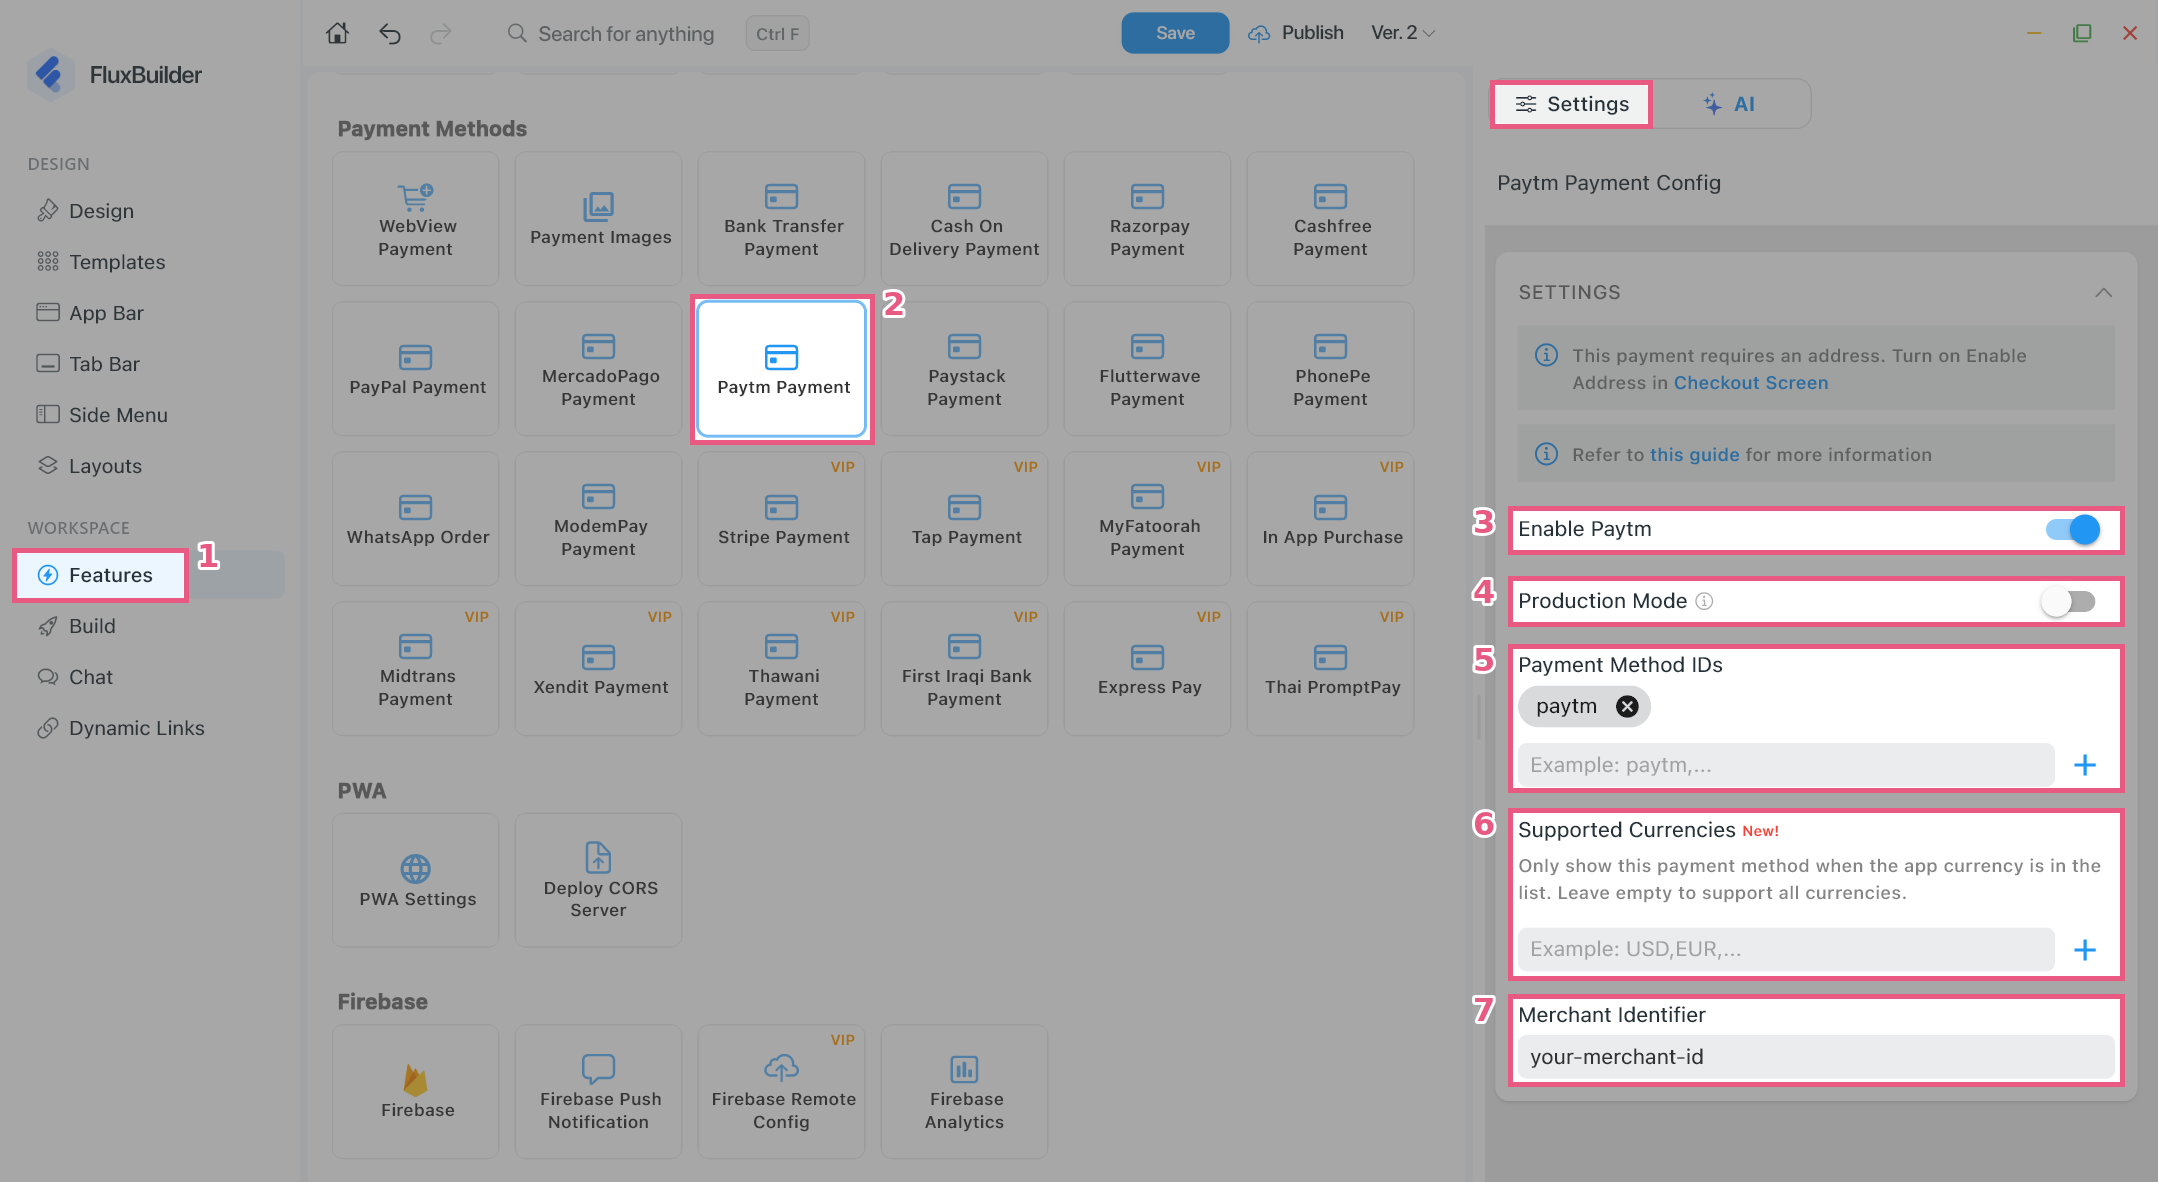 FluxBuilder
Search for anything
Ctrl F
Save
Publish
Ver. 2
DESIGN
Design
Templates
App Bar
Tab Bar
Side Menu
Layouts
WORKSPACE
Features
1
Build
Chat
Dynamic Links
Payment Methods
WebView
Payment
Payment Images
Bank Transfer
Payment
Cash On
Delivery Payment
Razorpay
Payment
Cashfree
Payment
PayPal Payment
MercadoPago
Payment
Paytm Payment
2
Paystack
Payment
Flutterwave
Payment
PhonePe
Payment
WhatsApp Order
ModemPay
Payment
VIP
Stripe Payment
VIP
Tap Payment
VIP
MyFatoorah
Payment
VIP
In App Purchase
VIP
Midtrans
Payment
VIP
Xendit Payment
VIP
Thawani
Payment
VIP
First Iraqi Bank
Payment
VIP
Express Pay
VIP
Thai PromptPay
PWA
PWA Settings
Deploy CORS
Server
Firebase
Firebase
Firebase Push
Notification
VIP
Firebase Remote
Config
Firebase
Analytics
Settings
AI
Paytm Payment Config
SETTINGS
This payment requires an address. Turn on Enable
Address in Checkout Screen
Refer to this guide for more information
3
Enable Paytm
4
Production Mode
5
Payment Method IDs
paytm
Example: paytm,...
6
Supported Currencies New!
Only show this payment method when the app currency is in the
list. Leave empty to support all currencies.
Example: USD,EUR,...
7
Merchant Identifier
your-merchant-id